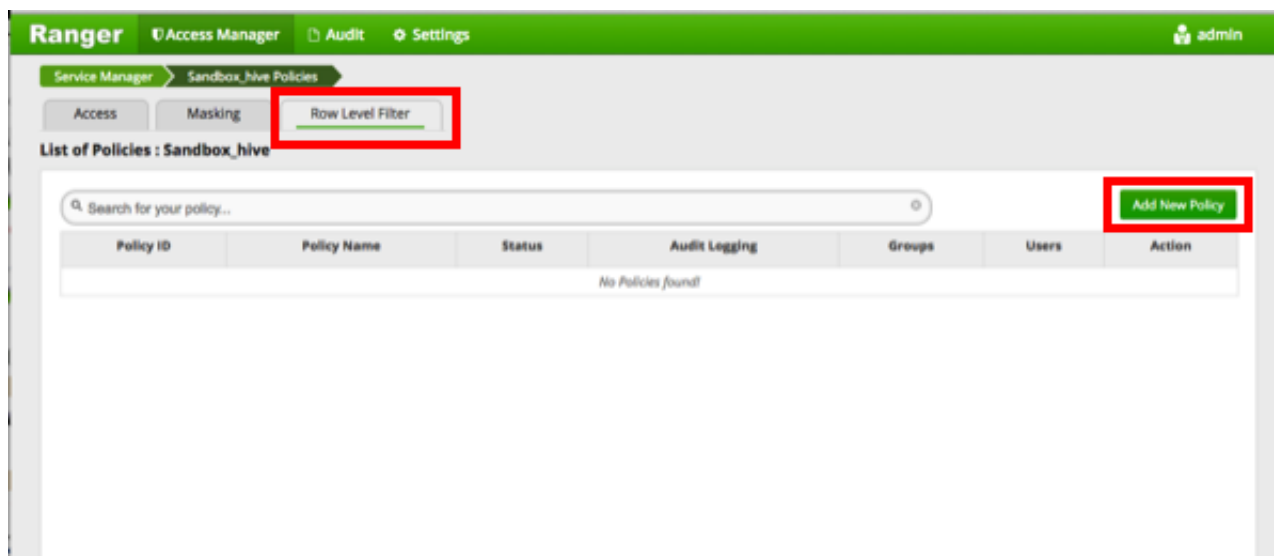 Ranger Access Manager Audit Settings admin
Service Manager Sandbox_hive Policies
Access Masking Row Level Filter
List of Policies : Sandbox_hive
Search for your policy... Add New Policy
Policy ID Policy Name Status Audit Logging Groups Users Action
No Policies found!